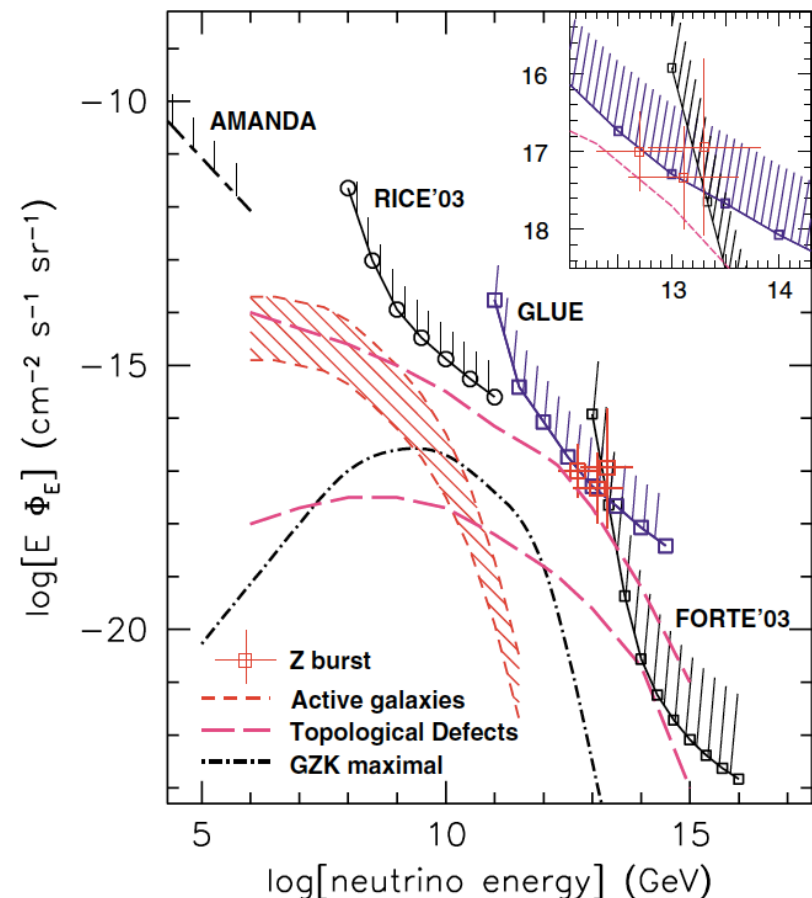 16
17
18
13
14
−10
−15
−20
AMANDA
RICE'03
GLUE
FORTE'03
Z burst
Active galaxies
Topological Defects
GZK maximal
5
10
15
log[E Φ_E] (cm⁻² s⁻¹ sr⁻¹)
log[neutrino energy] (GeV)